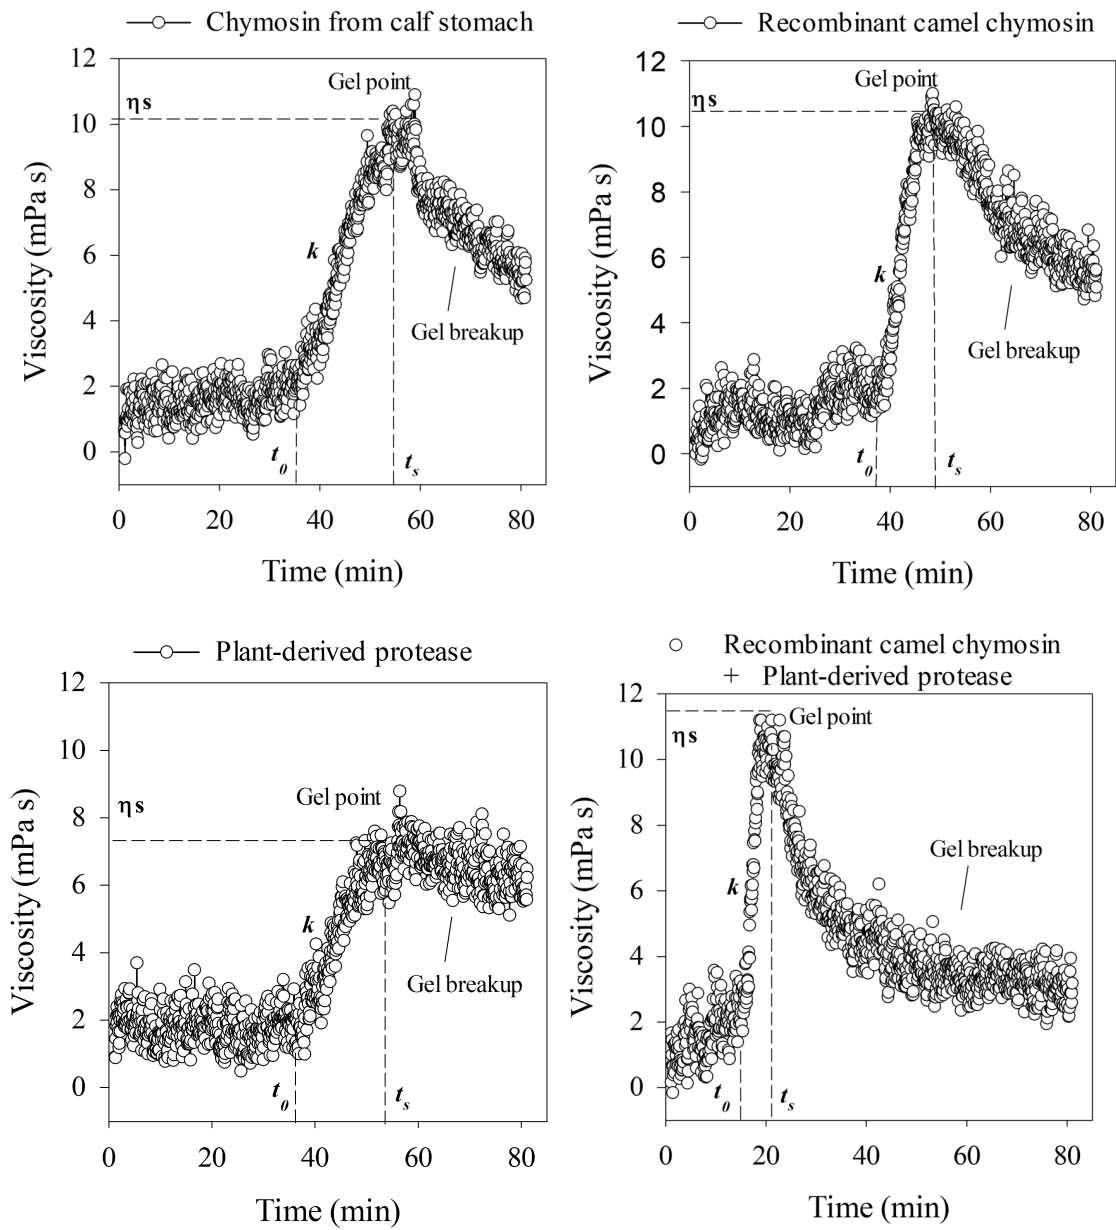 Chymosin from calf stomach
12
10
8
6
4
2
0
Viscosity (mPa s)
ηs
Gel point
k
Gel breakup
t0
ts
0
20
40
60
80
Time (min)
Recombinant camel chymosin
12
10
8
6
4
2
0
Viscosity (mPa s)
ηs
Gel point
k
Gel breakup
t0
ts
0
20
40
60
80
Time (min)
Plant-derived protease
12
10
8
6
4
2
0
Viscosity (mPa s)
ηs
Gel point
k
Gel breakup
t0
ts
0
20
40
60
80
Time (min)
Recombinant camel chymosin
+ Plant-derived protease
12
10
8
6
4
2
0
Viscosity (mPa s)
ηs
Gel point
k
Gel breakup
t0
ts
0
20
40
60
80
Time (min)